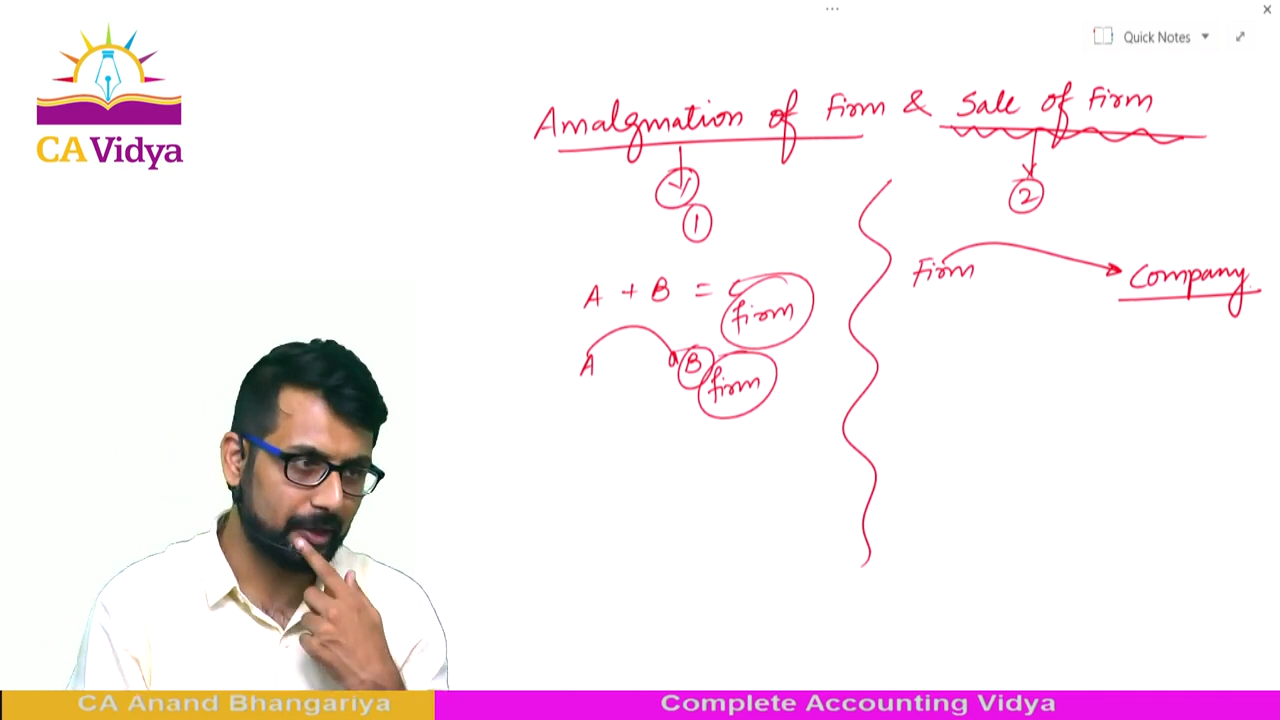 Quick Notes
CA Vidya
Amalgmation of Firm & Sale of Firm
1
2
A + B = firm
A B firm
Firm Company
CA Anand Bhangariya
Complete Accounting Vidya